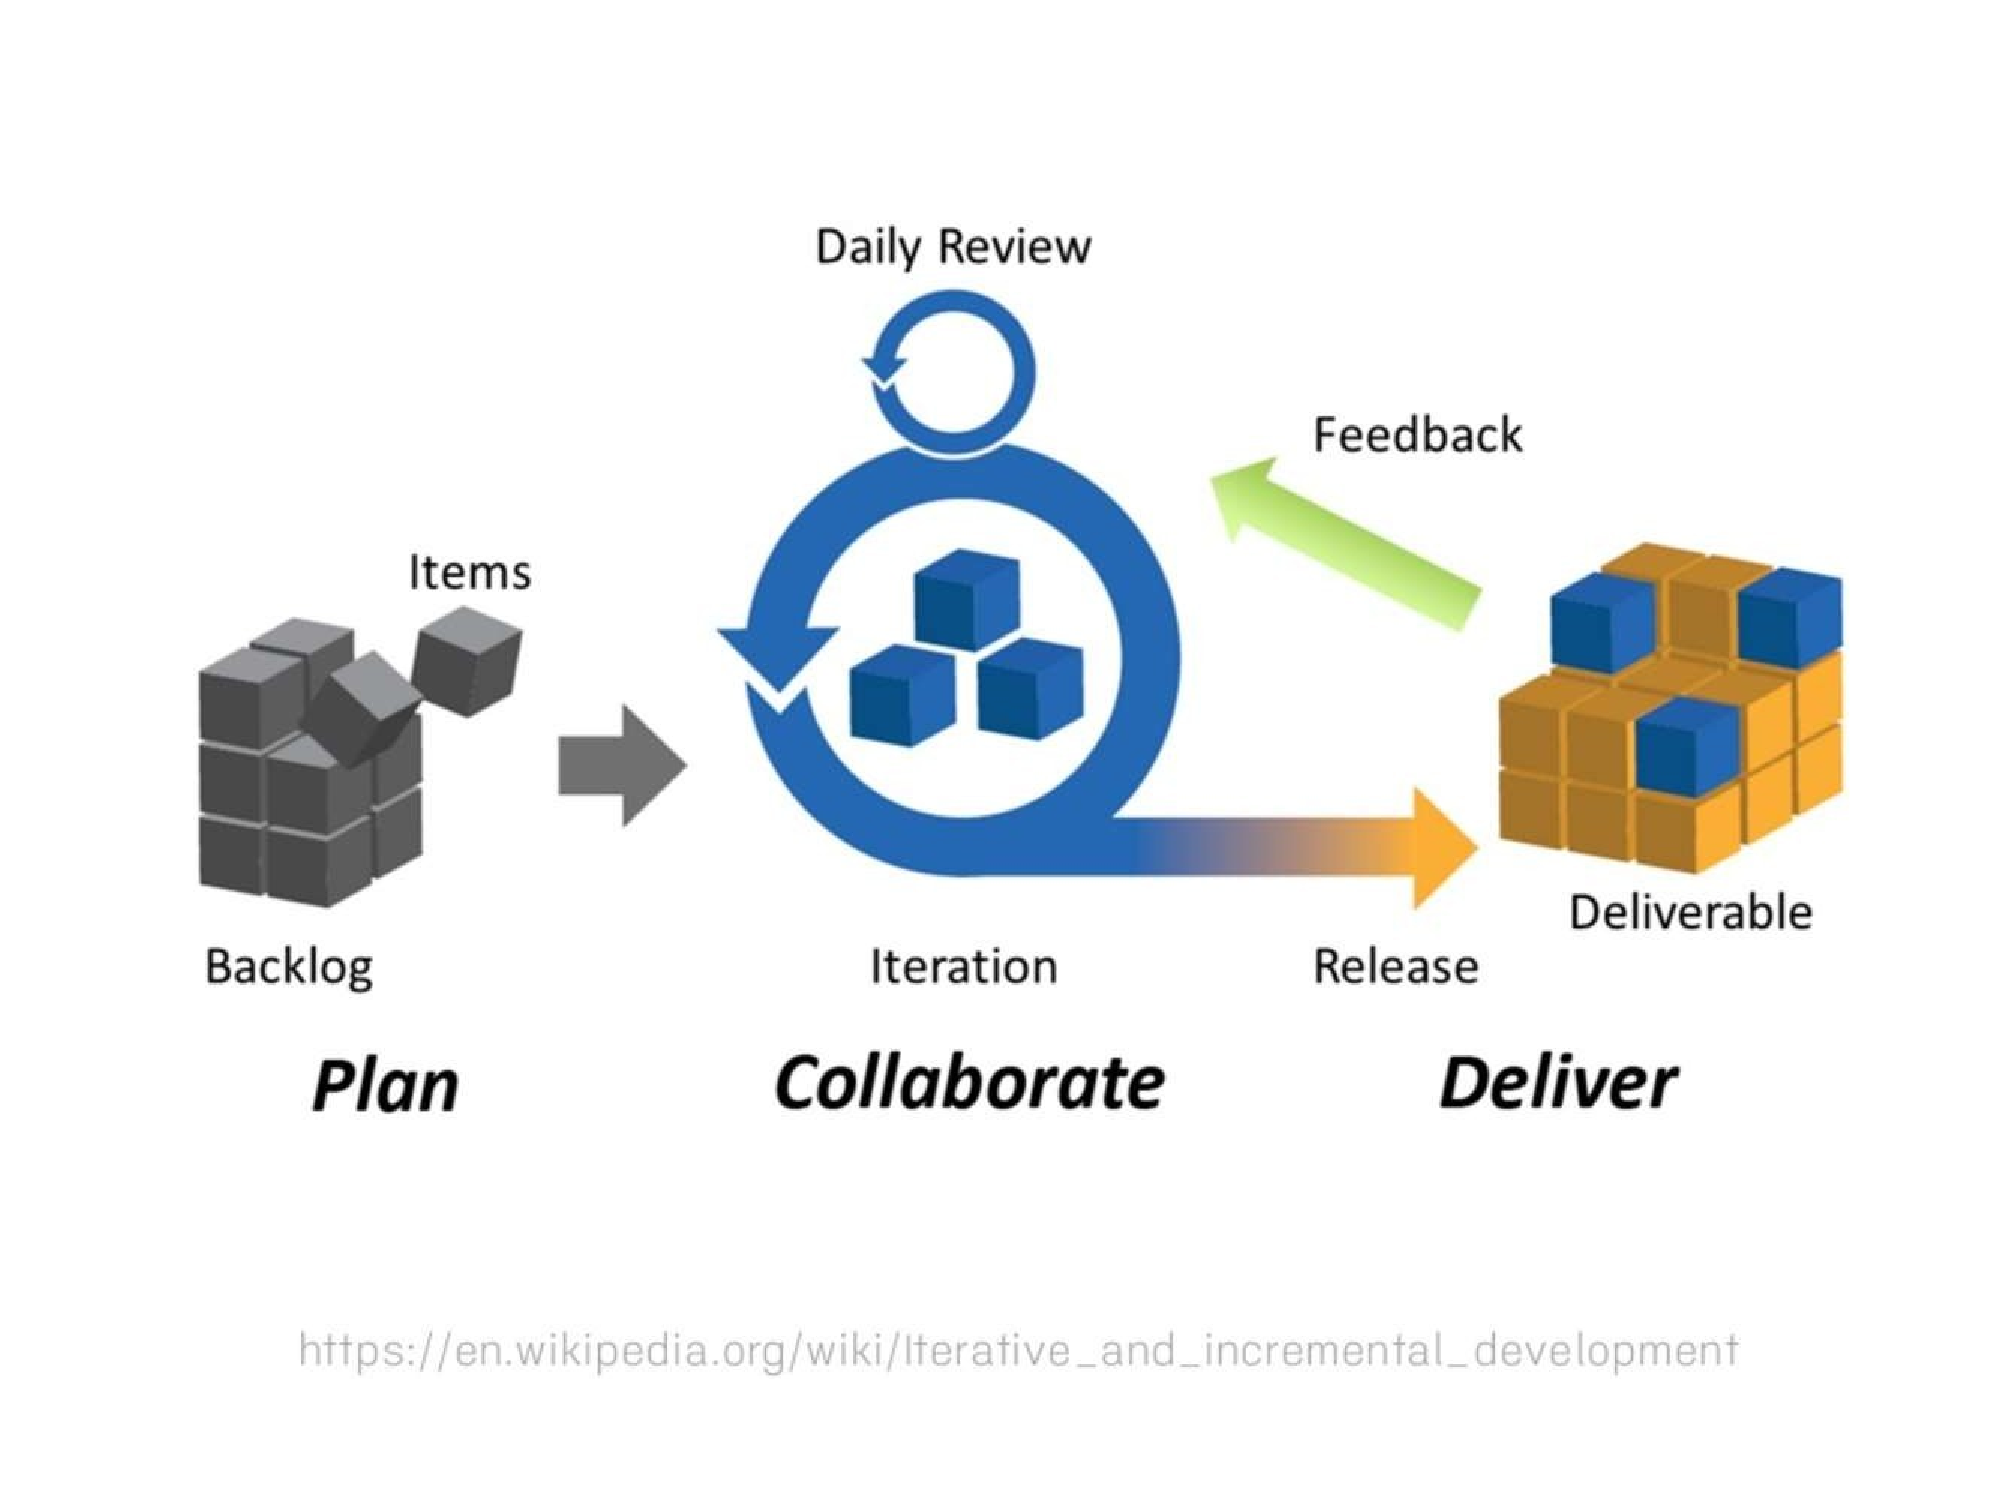 Daily Review
Feedback
Items
Deliverable
Backlog
Iteration
Release
Plan
Collaborate
Deliver
https://en.wikipedia.org/wiki/Iterative_and_incremental_development